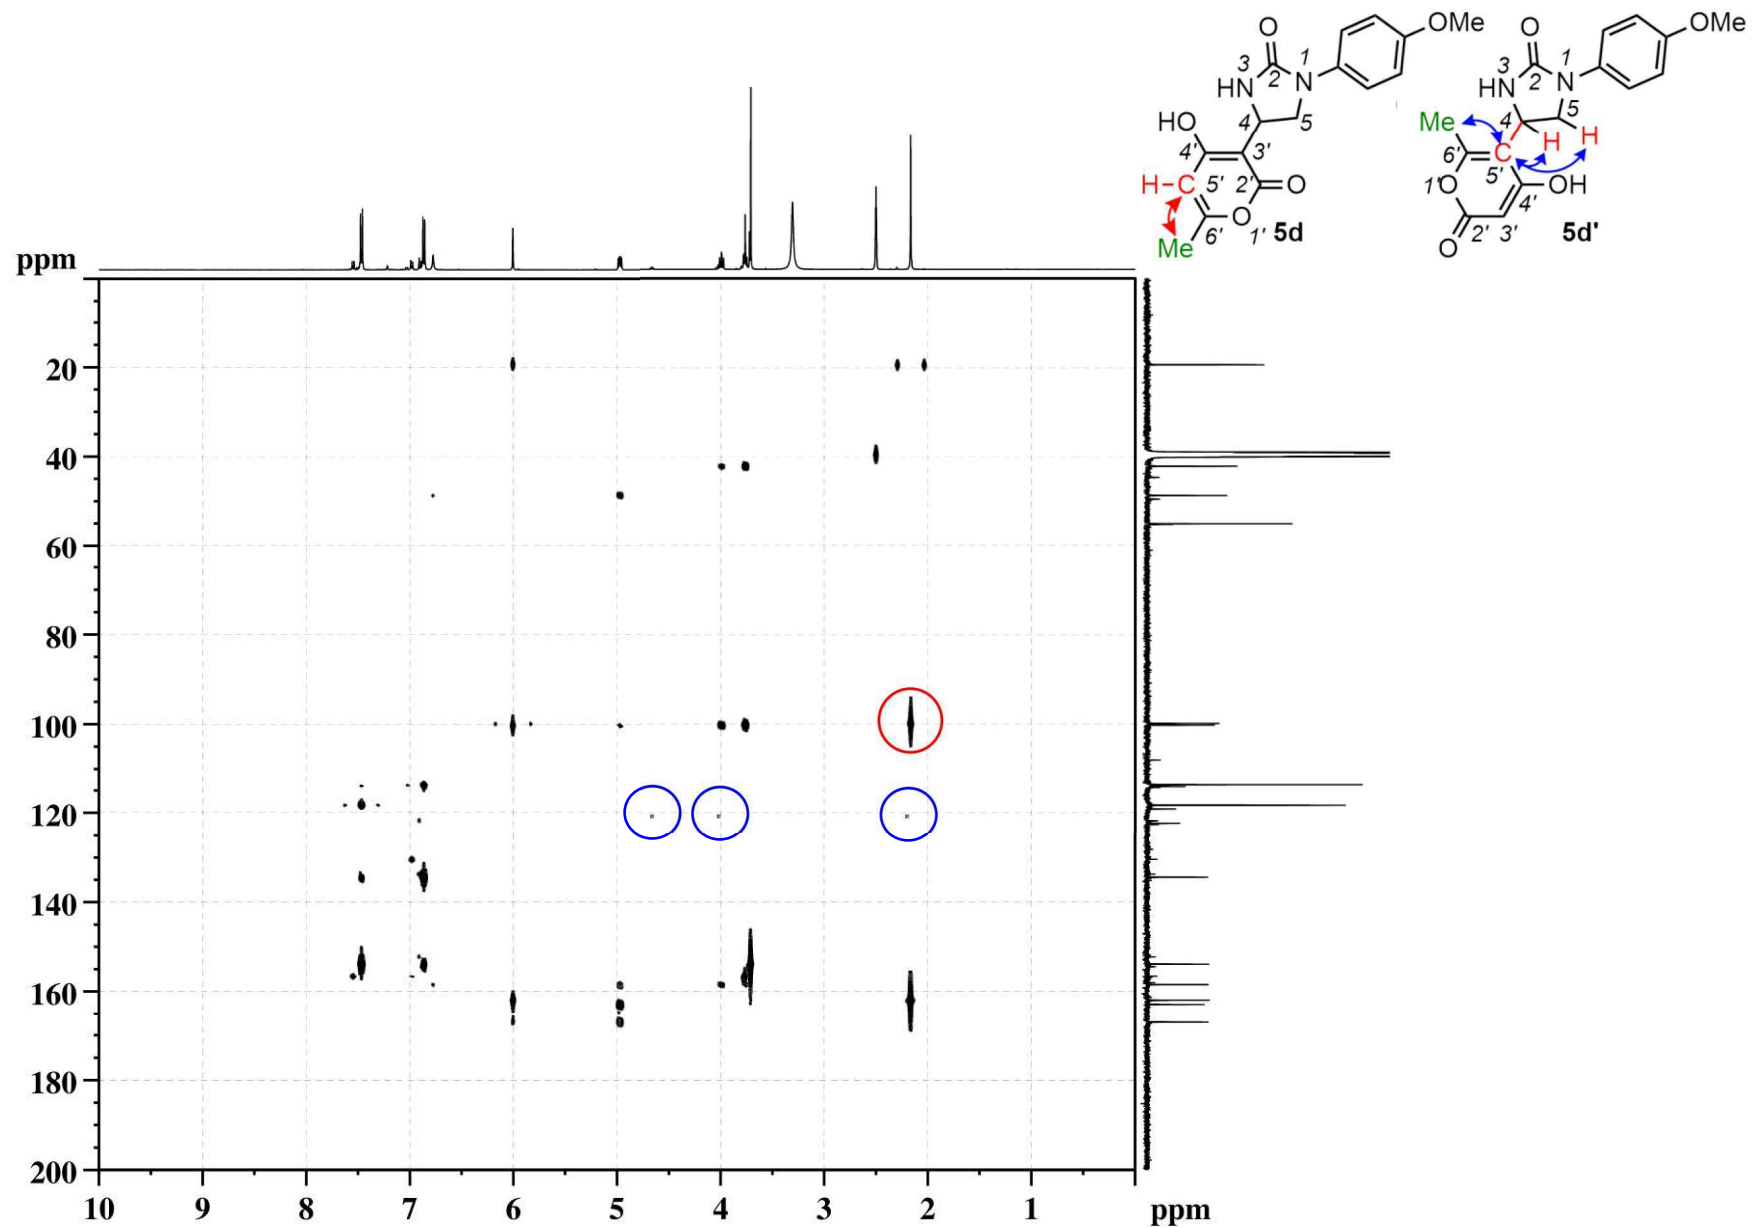 O OMe O OMe
3 1 3 1
HN 2 N HN 2 N
HO 4 5 Me 4 5 H
4' 3' 6' H
H C 5' 2' O 1' O C 5' OH
O 4'
Me 6' 1' 5d O 2' 3' 5d'
ppm
20
40
60
80
100
120
140
160
180
200
10 9 8 7 6 5 4 3 2 1 ppm